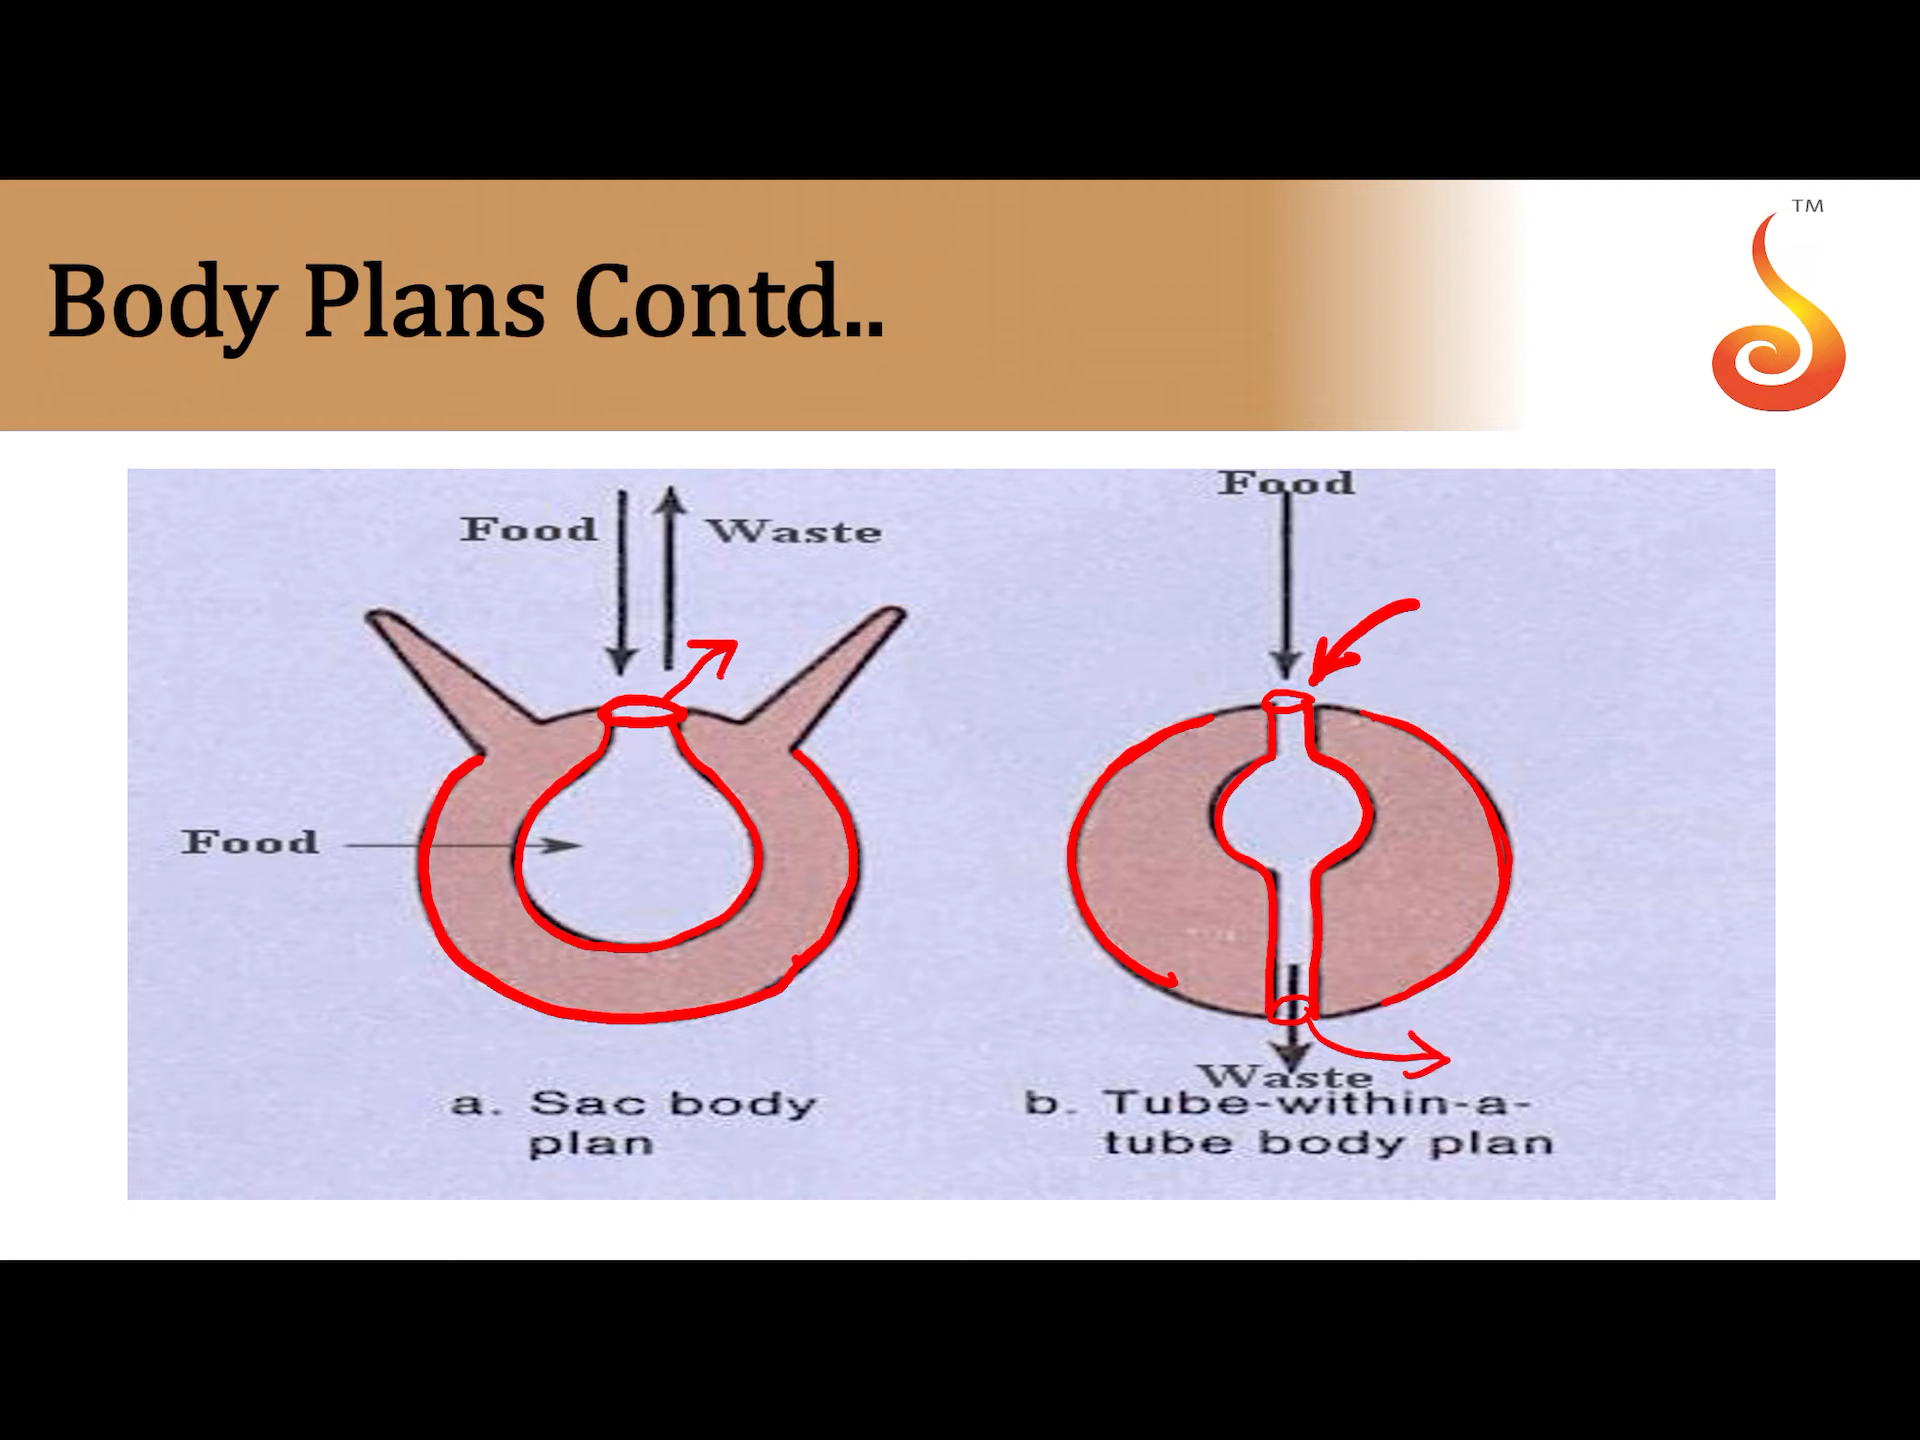 TM
Body Plans Contd..
Food
Waste
Food
Food
Waste
a. Sac body
plan
b. Tube-within-a-
tube body plan